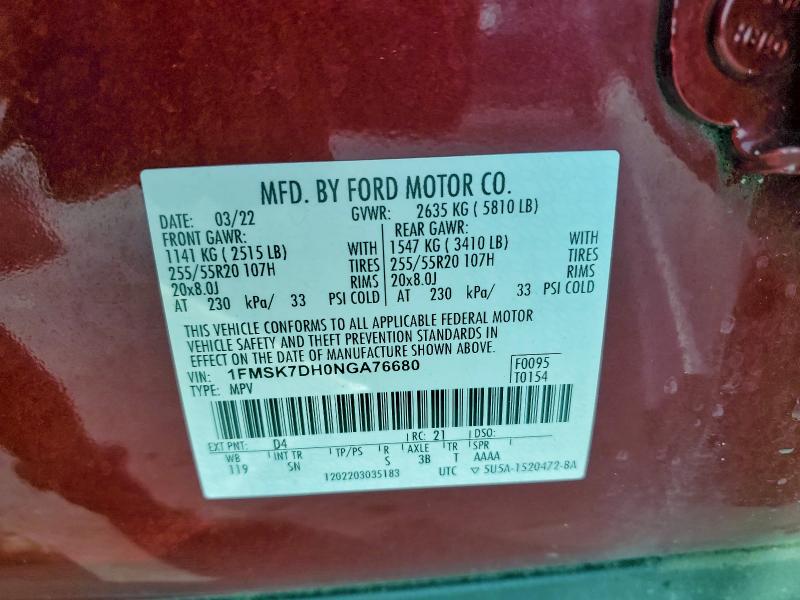 MFD. BY FORD MOTOR CO.
DATE: 03/22 GVWR: 2635 KG ( 5810 LB)
FRONT GAWR: REAR GAWR:
1141 KG ( 2515 LB) WITH 1547 KG ( 3410 LB) WITH
255/55R20 107H TIRES 255/55R20 107H TIRES
20x8.0J RIMS 20x8.0J RIMS
AT 230 kPa/ 33 PSI COLD AT 230 kPa/ 33 PSI COLD
THIS VEHICLE CONFORMS TO ALL APPLICABLE FEDERAL MOTOR
VEHICLE SAFETY AND THEFT PREVENTION STANDARDS IN
EFFECT ON THE DATE OF MANUFACTURE SHOWN ABOVE.
VIN: 1FMSK7DH0NGA76680 F0095
TYPE: MPV T0154
EXT PNT: D4 RC: 21 DSO:
WB INT TR TP/PS R AXLE TR SPR
119 SN S 3B T AAAA
1202203035183 UTC ▽ 5U5A-1520472-BA